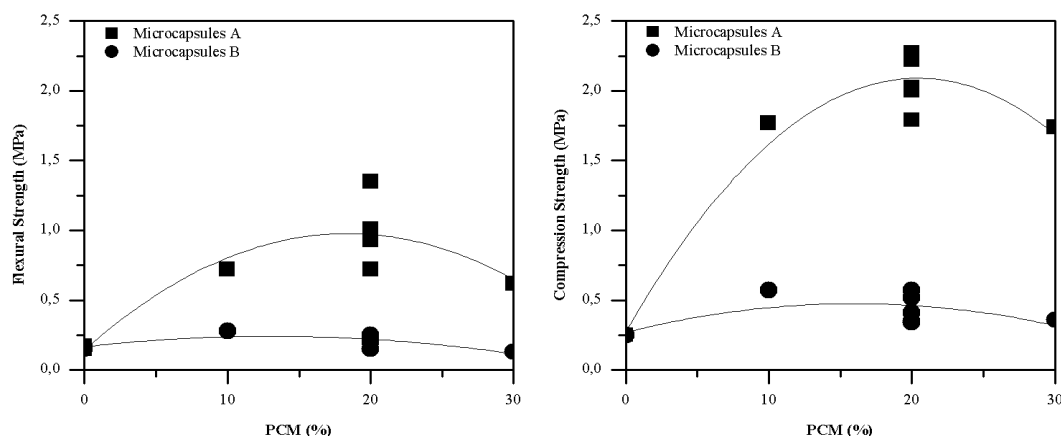 2,5
Microcapsules A
Microcapsules B
2,0
1,5
1,0
0,5
0,0
Flexural Strength (MPa)
0
10
20
30
PCM (%)
2,5
Microcapsules A
Microcapsules B
2,0
1,5
1,0
0,5
0,0
Compression Strength (MPa)
0
10
20
30
PCM (%)